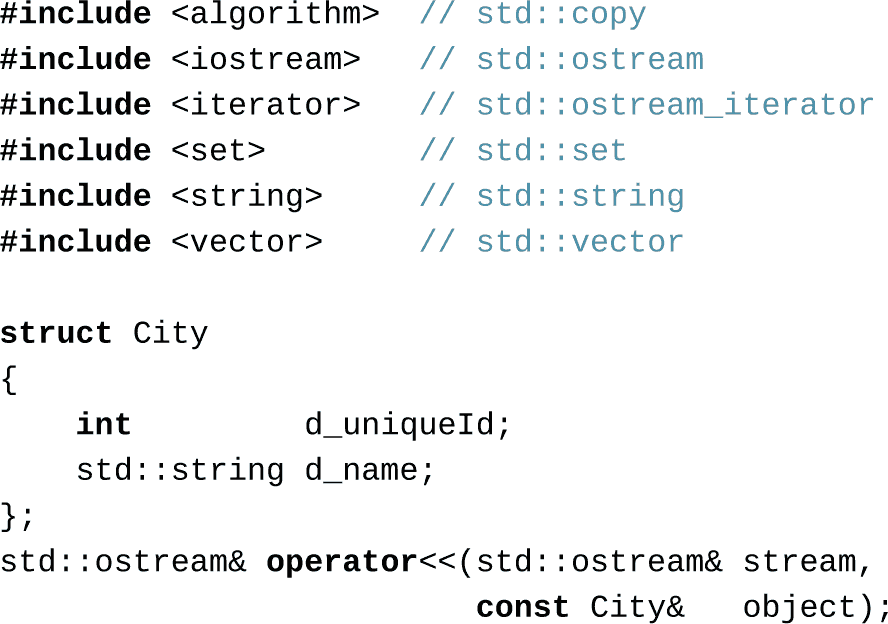 #include <algorithm>  // std::copy
#include <iostream>   // std::ostream
#include <iterator>   // std::ostream_iterator
#include <set>        // std::set
#include <string>     // std::string
#include <vector>     // std::vector

struct City
{
    int         d_uniqueId;
    std::string d_name;
};
std::ostream& operator<<(std::ostream& stream,
                         const City&   object);